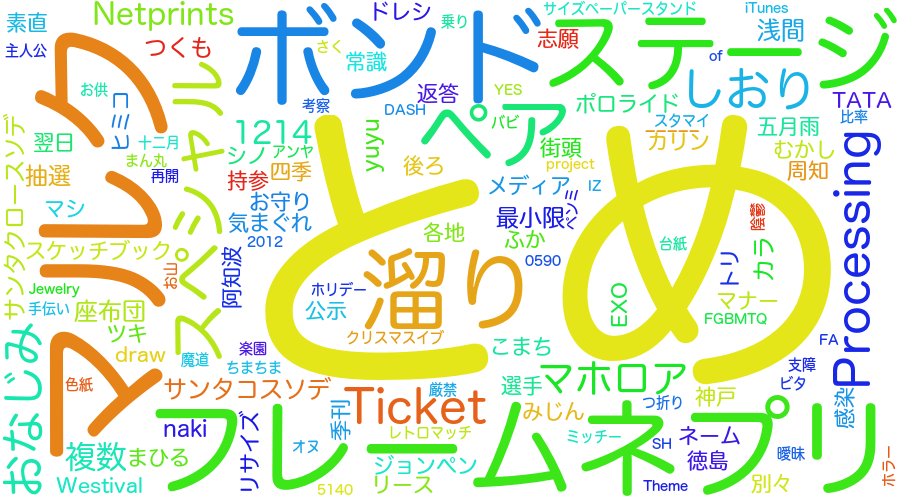 素直
Netprints
ドレシ
乗り
サイズペーパースタンド
iTunes
主人公
つくも
さく
志願
浅間
マルク
お供
ヒミコ
常識
ボンド
ステージ
of
しおり
TATA
返答
YES
考察
DASH
ポロライド
比率
翌日
十二月
スペシャル
1214
yuyu
ペア
バビ
スタマイ
五月雨
まん丸
シノ
アンヤ
街頭
カリン
むかし
抽選
再開
持参
四季
後ろ
project
周知
サンタクロースソデ
マシ
お守り
メディア
IZ
Processing
気まぐれ
最小限
ペンミ
陰鬱
スケッチブック
2012
各地
ふか
台紙
トリ
カラ
お山
阿知波
溜り
とめ
0590
Jewelry
ホリデー
EXO
マナー
手伝い
座布団
公示
FGBMTQ
ツキ
クリスマスイブ
FA
おなじみ
draw
魔道
楽園
こまち
支障
色紙
ちまちま
マホロア
ビタ
サンタコスソデ
厳禁
選手
神戸
感染
フレームネプリ
Ticket
みじん
つ折り
naki
リサイズ
季刊
レトロマッチ
ネーム
複数
まひる
オヌ
ジョンペン
ミッチー
SH
徳島
曖昧
ホラー
Westival
5140
リース
Theme
別々